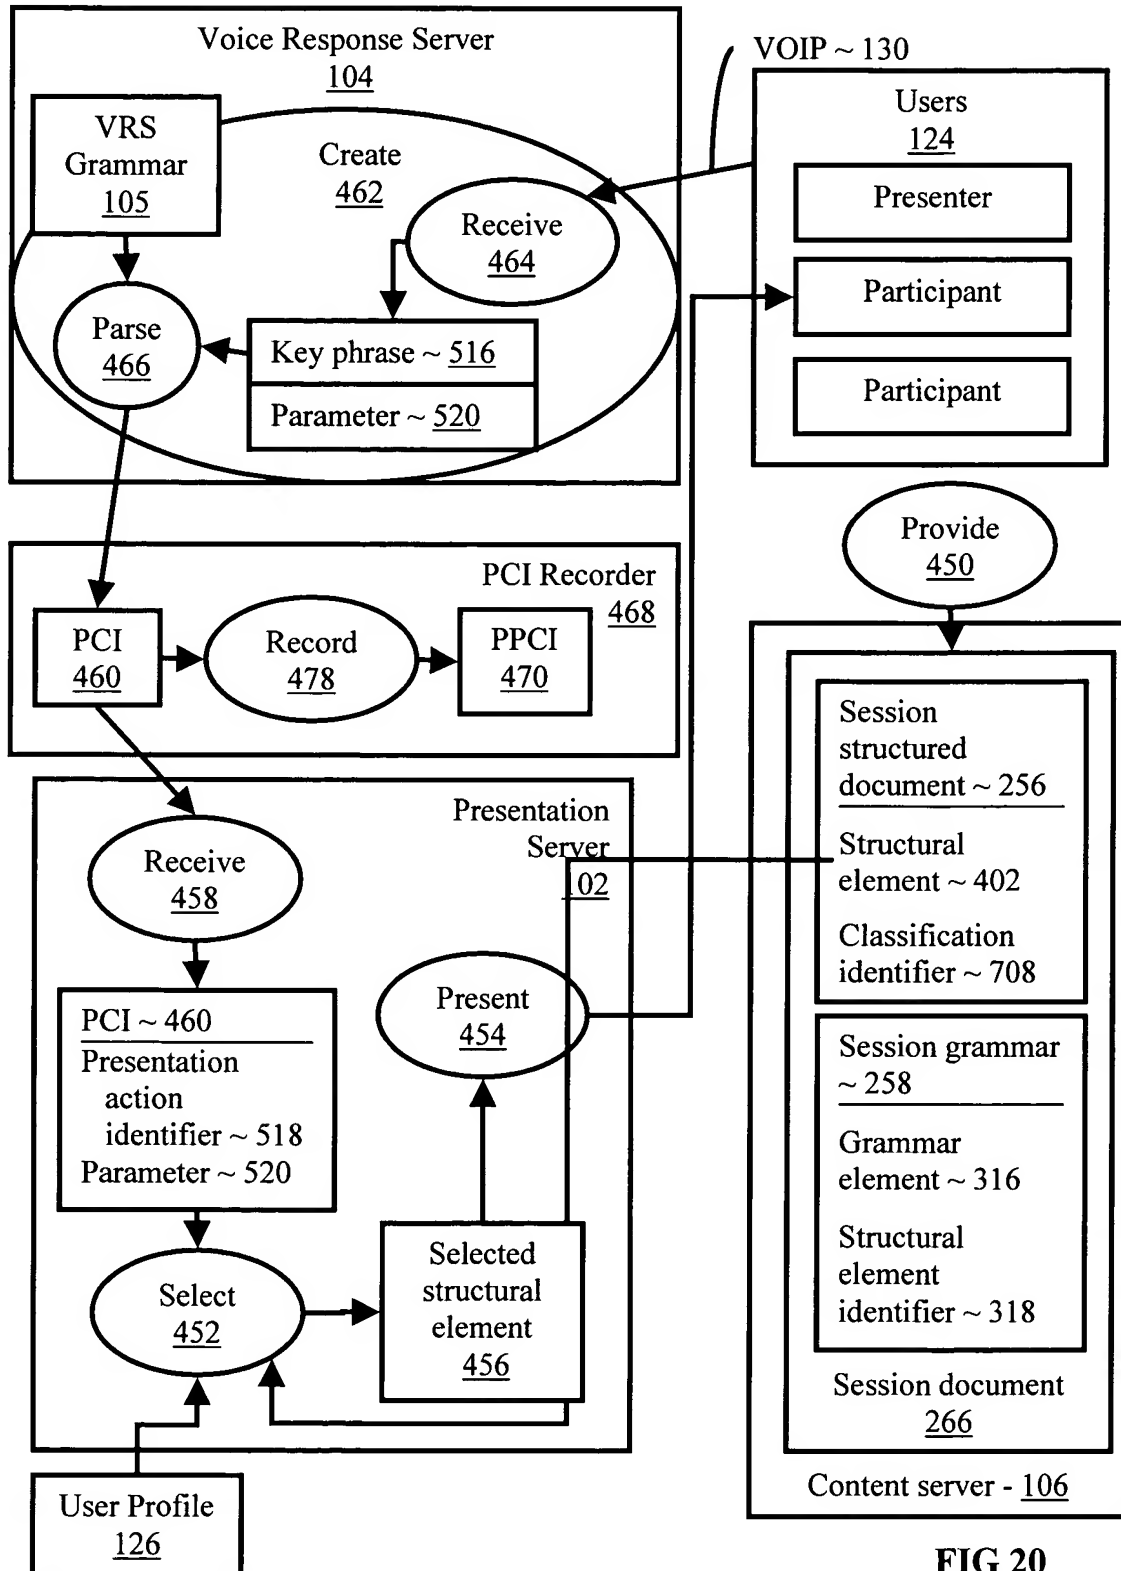 Voice Response Server
104
VRS
Grammar
105
Create
462
Receive
464
Parse
466
Key phrase ~ 516
Parameter ~ 520
VOIP ~ 130
Users
124
Presenter
Participant
Participant
PCI Recorder
468
PCI
460
Record
478
PPCI
470
Provide
450
Presentation
Server
102
Receive
458
PCI ~ 460
Presentation
action
identifier ~ 518
Parameter ~ 520
Present
454
Select
452
Selected
structural
element
456
User Profile
126
Session
structured
document ~ 256
Structural
element ~ 402
Classification
identifier ~ 708
Session grammar
~ 258
Grammar
element ~ 316
Structural
element
identifier ~ 318
Session document
266
Content server - 106
FIG 20